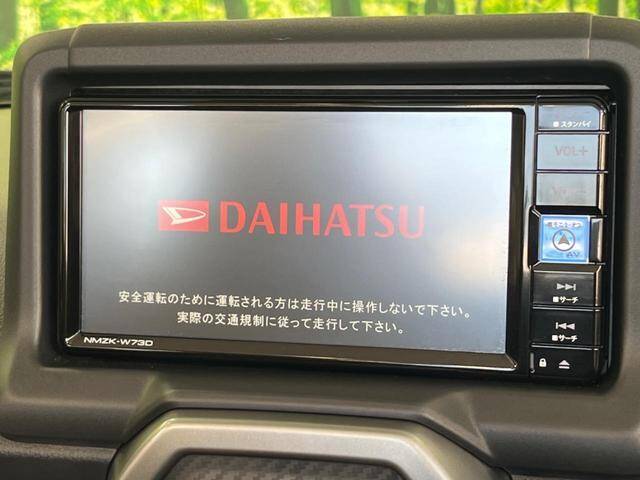 ■ スタンバイ
VOL+
DAIHATSU
AV
安全運転のために運転される方は走行中に操作しないで下さい。
実際の交通規制に従って走行して下さい。
■サーチ
■サーチ
NMZK-W73D